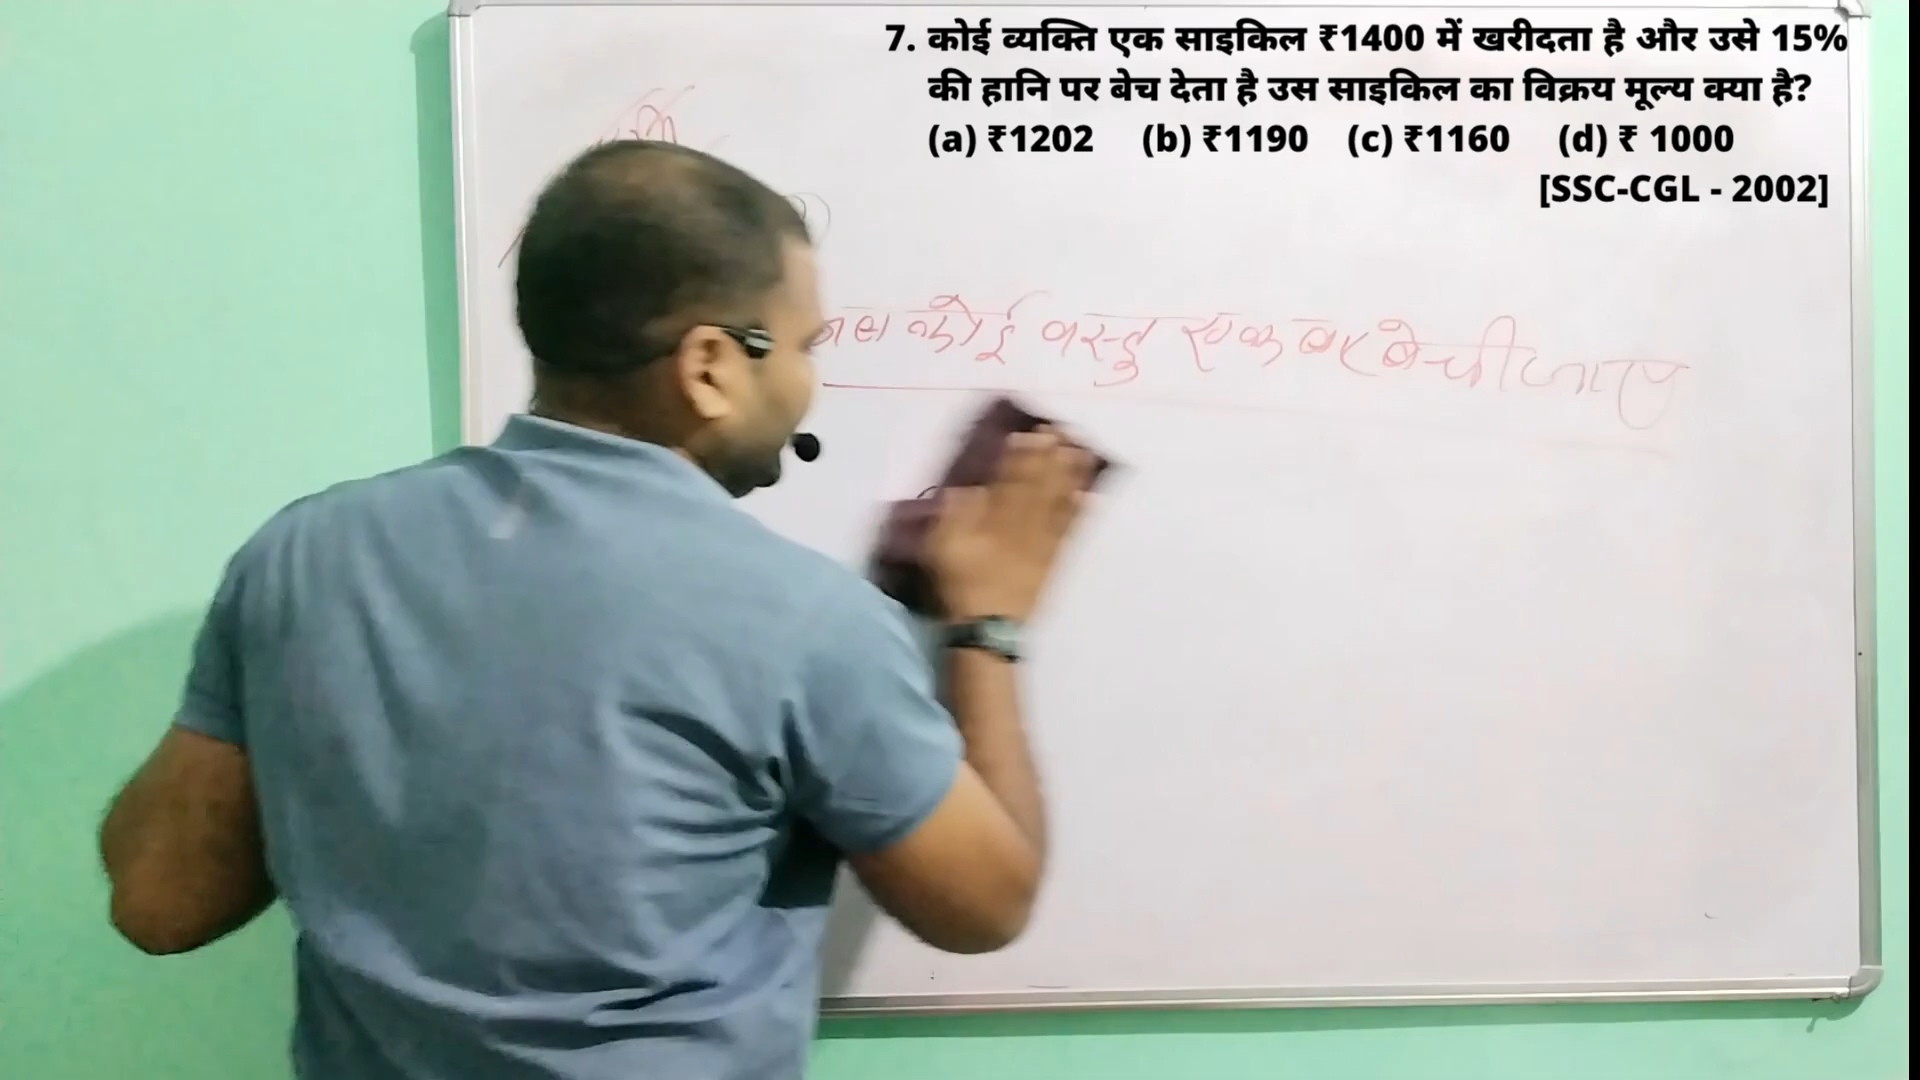 7. कोई व्यक्ति एक साइकिल ₹1400 में खरीदता है और उसे 15%
की हानि पर बेच देता है उस साइकिल का विक्रय मूल्य क्या है?
(a) ₹1202 (b) ₹1190 (c) ₹1160 (d) ₹ 1000
[SSC-CGL - 2002]
कोई वस्तु एक बार बेची जाए